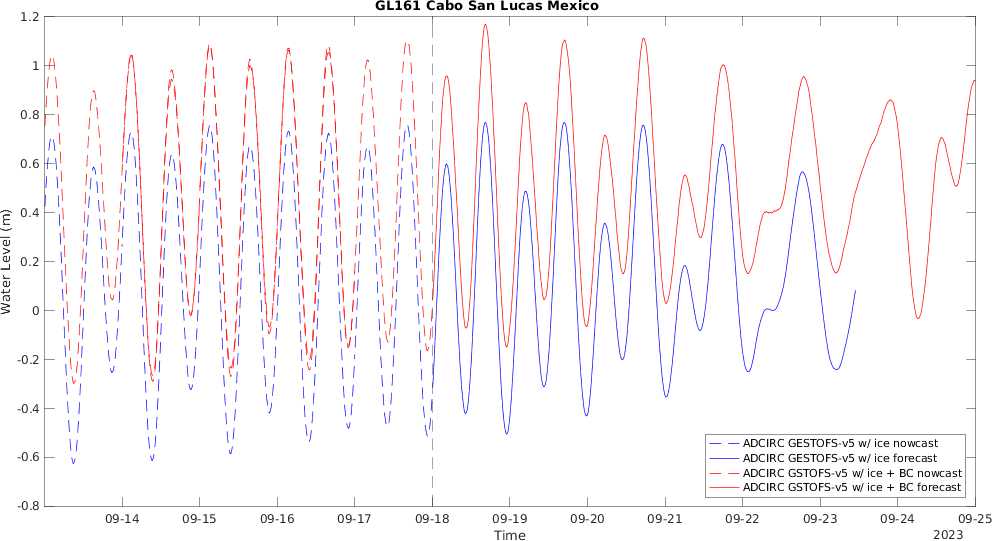 GL161 Cabo San Lucas Mexico
1.2
1
0.8
0.6
0.4
0.2
0
-0.2
-0.4
-0.6
-0.8
Water Level (m)
09-14 09-15 09-16 09-17 09-18 09-19 09-20 09-21 09-22 09-23 09-24 09-25
Time
2023
ADCIRC GESTOFS-v5 w/ ice nowcast
ADCIRC GESTOFS-v5 w/ ice forecast
ADCIRC GSTOFS-v5 w/ ice + BC nowcast
ADCIRC GSTOFS-v5 w/ ice + BC forecast